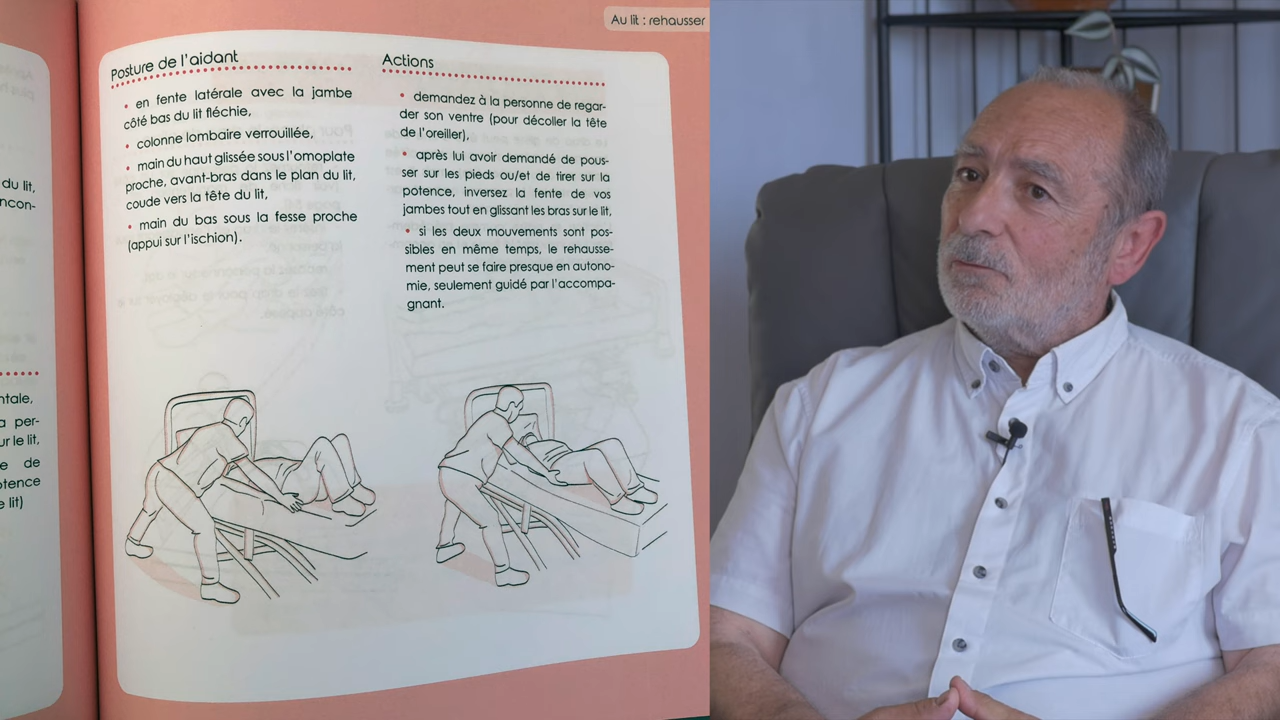 Au lit : rehausser
Posture de l'aidant
• en fente latérale avec la jambe
côté bas du lit fléchie,
• colonne lombaire verrouillée,
• main du haut glissée sous l'omoplate
proche, avant-bras dans le plan du lit,
coude vers la tête du lit,
• main du bas sous la fesse proche
(appui sur l'ischion).
Actions
• demandez à la personne de regar-
der son ventre (pour décoller la tête
de l'oreiller),
• après lui avoir demandé de pous-
ser sur les pieds ou/et de tirer sur la
potence, inversez la fente de vos
jambes tout en glissant les bras sur le lit,
• si les deux mouvements sont pos-
sibles en même temps, le rehausse-
ment peut se faire presque en autono-
mie, seulement guidé par l'accompa-
gnant.
du lit,
ncon-
ntale,
a per-
ur le lit,
e de
otence
e lit)